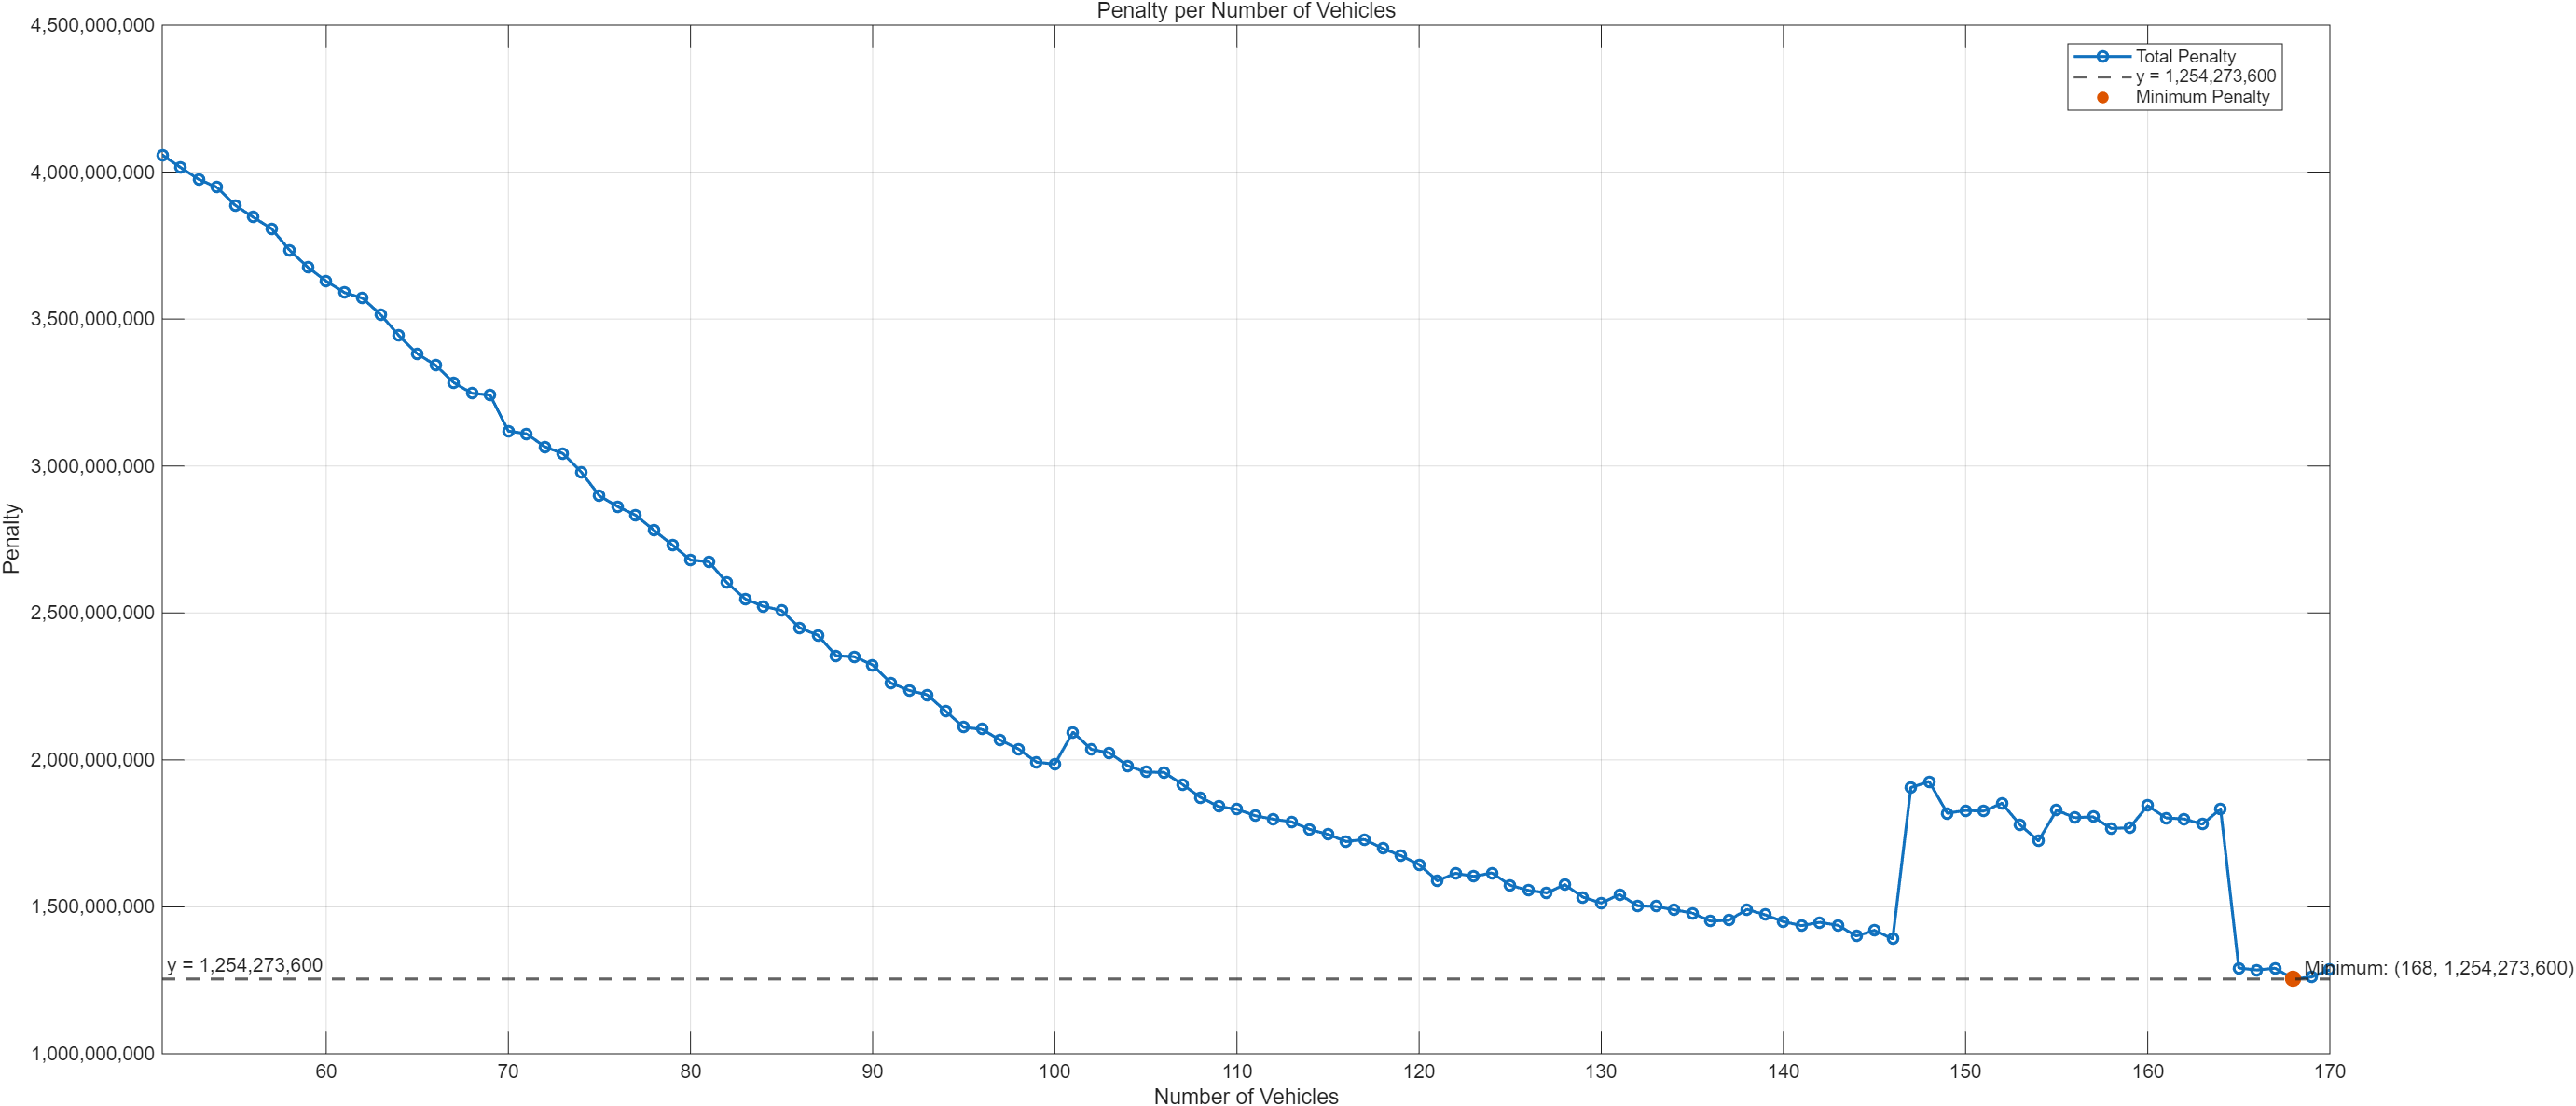 Penalty per Number of Vehicles
4,500,000,000
Total Penalty
y = 1,254,273,600
Minimum Penalty
4,000,000,000
3,500,000,000
3,000,000,000
Penalty
2,500,000,000
2,000,000,000
1,500,000,000
y = 1,254,273,600
Minimum: (168, 1,254,273,600)
1,000,000,000
60 70 80 90 100 110 120 130 140 150 160 170
Number of Vehicles